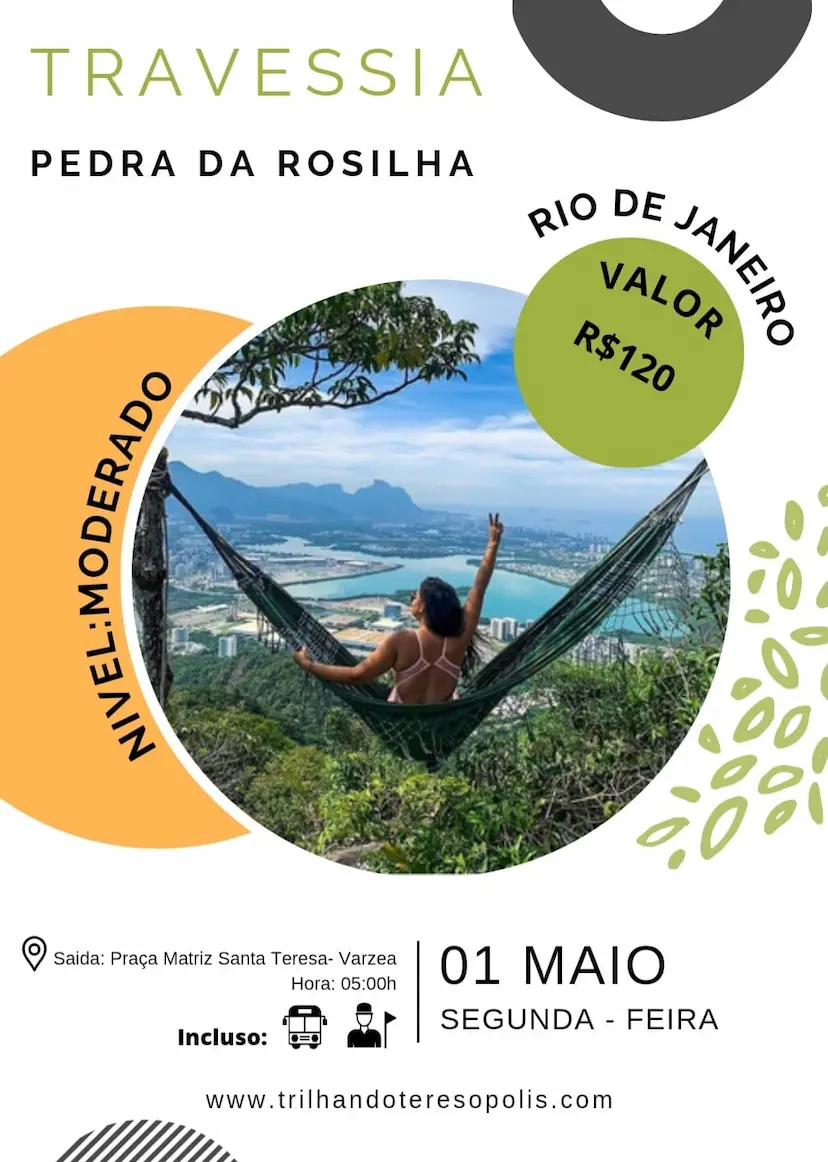 TRAVESSIA
PEDRA DA ROSILHA
RIO DE JANEIRO
VALOR
R$120
NIVEL:MODERADO
Saida: Praça Matriz Santa Teresa- Varzea
Hora: 05:00h
Incluso:
01 MAIO
SEGUNDA - FEIRA
www.trilhandoteresopolis.com